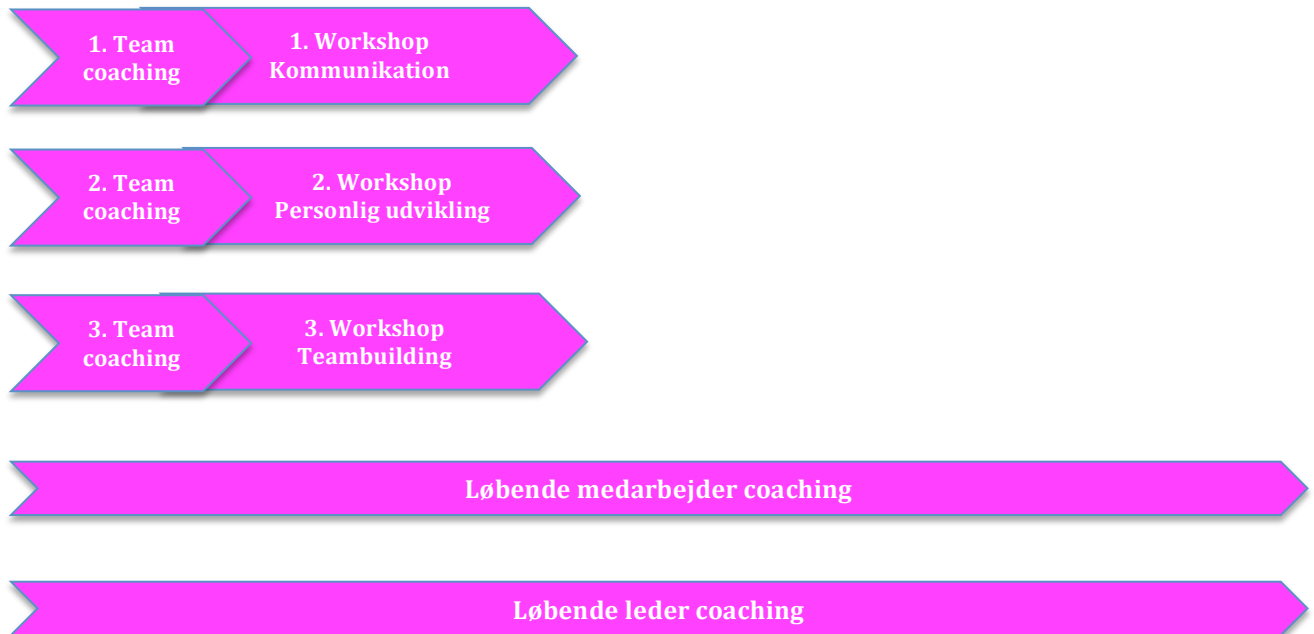 1. Team
coaching
1. Workshop
Kommunikation
2. Team
coaching
2. Workshop
Personlig udvikling
3. Team
coaching
3. Workshop
Teambuilding
Løbende medarbejder coaching
Løbende leder coaching